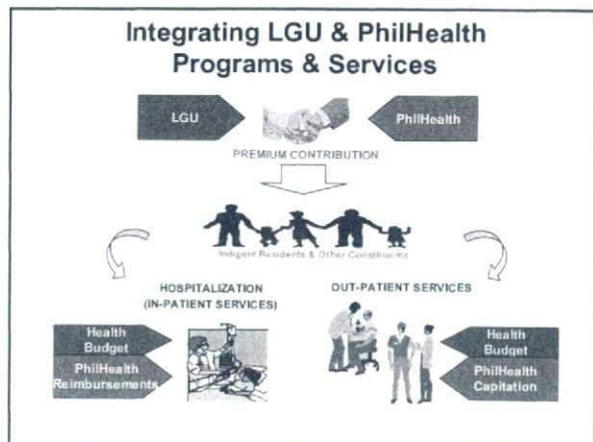 Integrating LGU & PhilHealth
Programs & Services
LGU
PhilHealth
PREMIUM CONTRIBUTION
Indigent Residents & Other Constituents
HOSPITALIZATION
(IN-PATIENT SERVICES)
OUT-PATIENT SERVICES
Health
Budget
PhilHealth
Reimbursements
Health
Budget
PhilHealth
Capitation